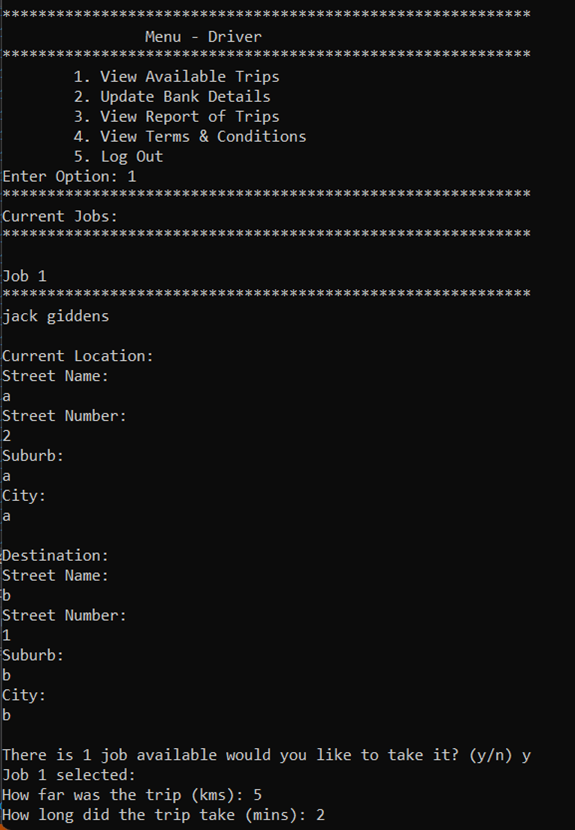 ***********************************************************
Menu - Driver
***********************************************************
1. View Available Trips
2. Update Bank Details
3. View Report of Trips
4. View Terms & Conditions
5. Log Out
Enter Option: 1
***********************************************************
Current Jobs:
***********************************************************
Job 1
***********************************************************
jack giddens
Current Location:
Street Name:
a
Street Number:
2
Suburb:
a
City:
a
Destination:
Street Name:
b
Street Number:
1
Suburb:
b
City:
b
There is 1 job available would you like to take it? (y/n) y
Job 1 selected:
How far was the trip (kms): 5
How long did the trip take (mins): 2